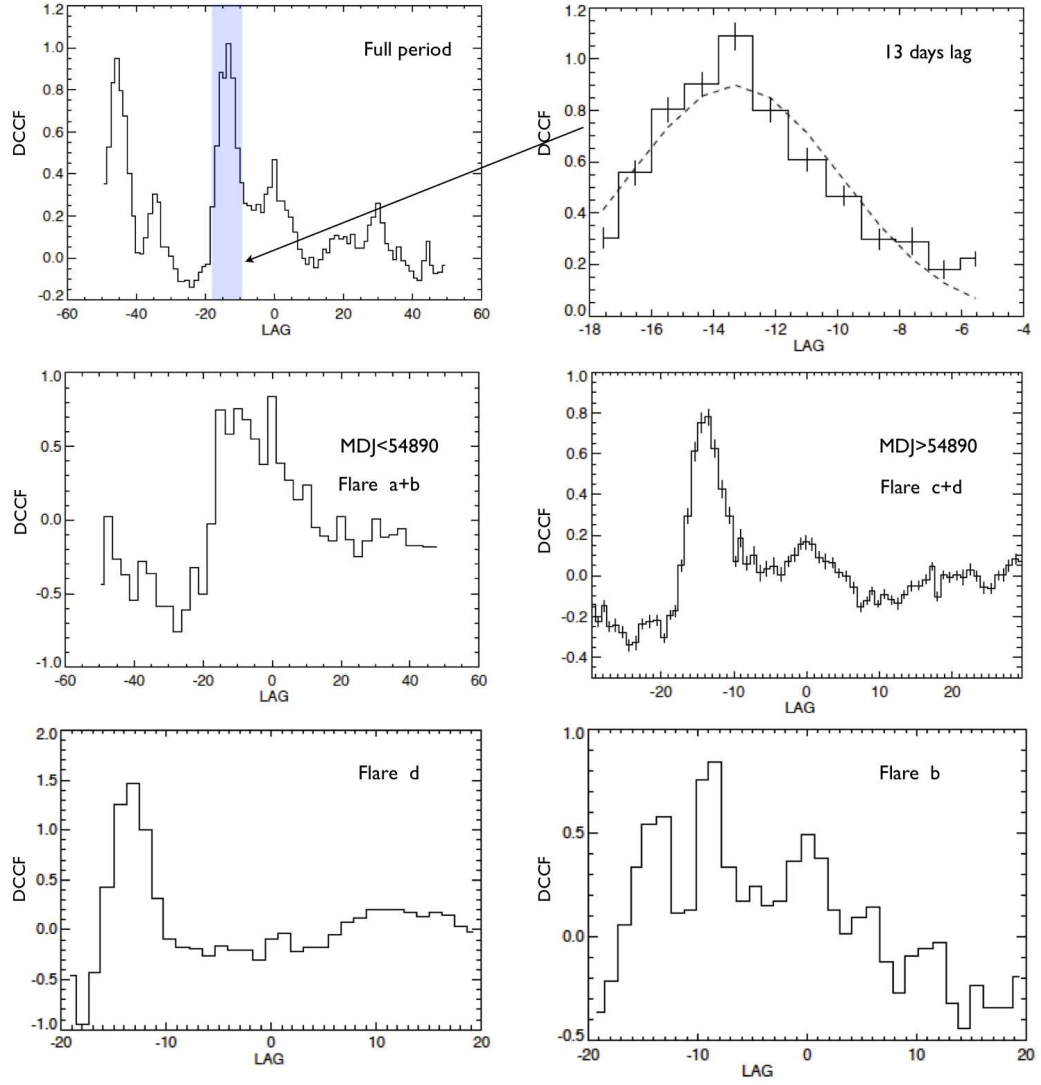 1.2
1.0
0.8
0.6
0.4
0.2
0.0
-0.2
DCCF
Full period
-60 -40 -20 0 20 40 60
LAG
1.2
1.0
0.8
0.6
0.4
0.2
0.0
DCCF
13 days lag
-18 -16 -14 -12 -10 -8 -6 -4
LAG
1.0
0.5
0.0
-0.5
-1.0
DCCF
MDJ<54890
Flare a+b
-60 -40 -20 0 20 40 60
LAG
1.0
0.8
0.6
0.4
0.2
0.0
-0.2
-0.4
DCCF
MDJ>54890
Flare c+d
-20 -10 0 10 20
LAG
2.0
1.5
1.0
0.5
0.0
-0.5
-1.0
DCCF
Flare d
-20 -10 0 10 20
LAG
1.0
0.5
0.0
-0.5
DCCF
Flare b
-20 -10 0 10 20
LAG